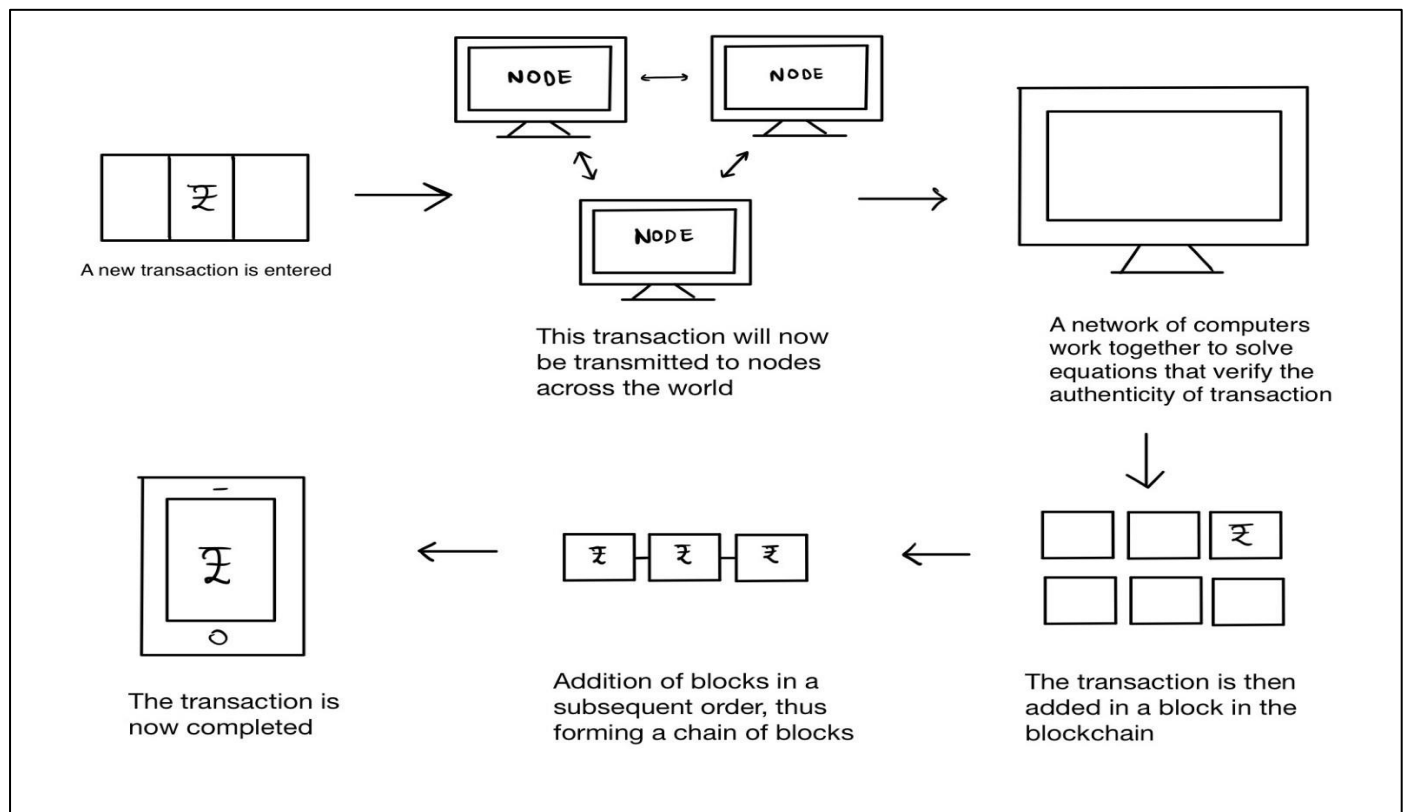 NODE
NODE
NODE
₹
A new transaction is entered
This transaction will now
be transmitted to nodes
across the world
A network of computers
work together to solve
equations that verify the
authenticity of transaction
₹
The transaction is then
added in a block in the
blockchain
₹ ₹ ₹
Addition of blocks in a
subsequent order, thus
forming a chain of blocks
₹
The transaction is
now completed